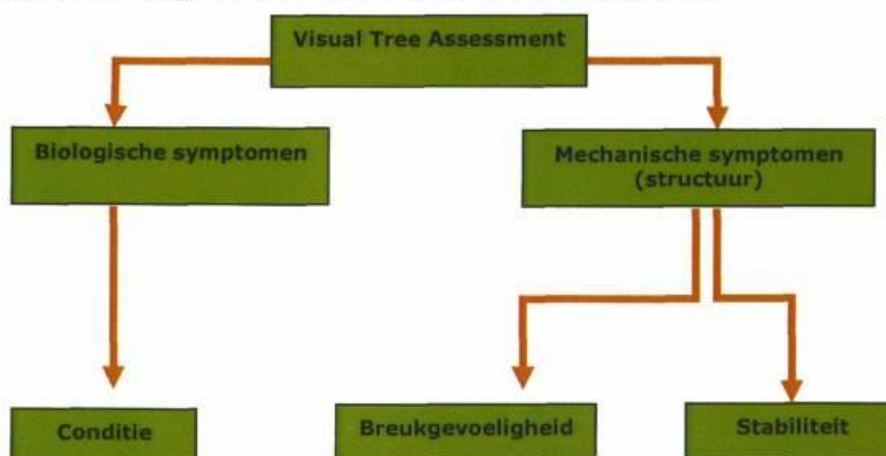 Visual Tree Assessment
Biologische symptomen
Mechanische symptomen
(structuur)
Conditie
Breukgevoeligheid
Stabiliteit